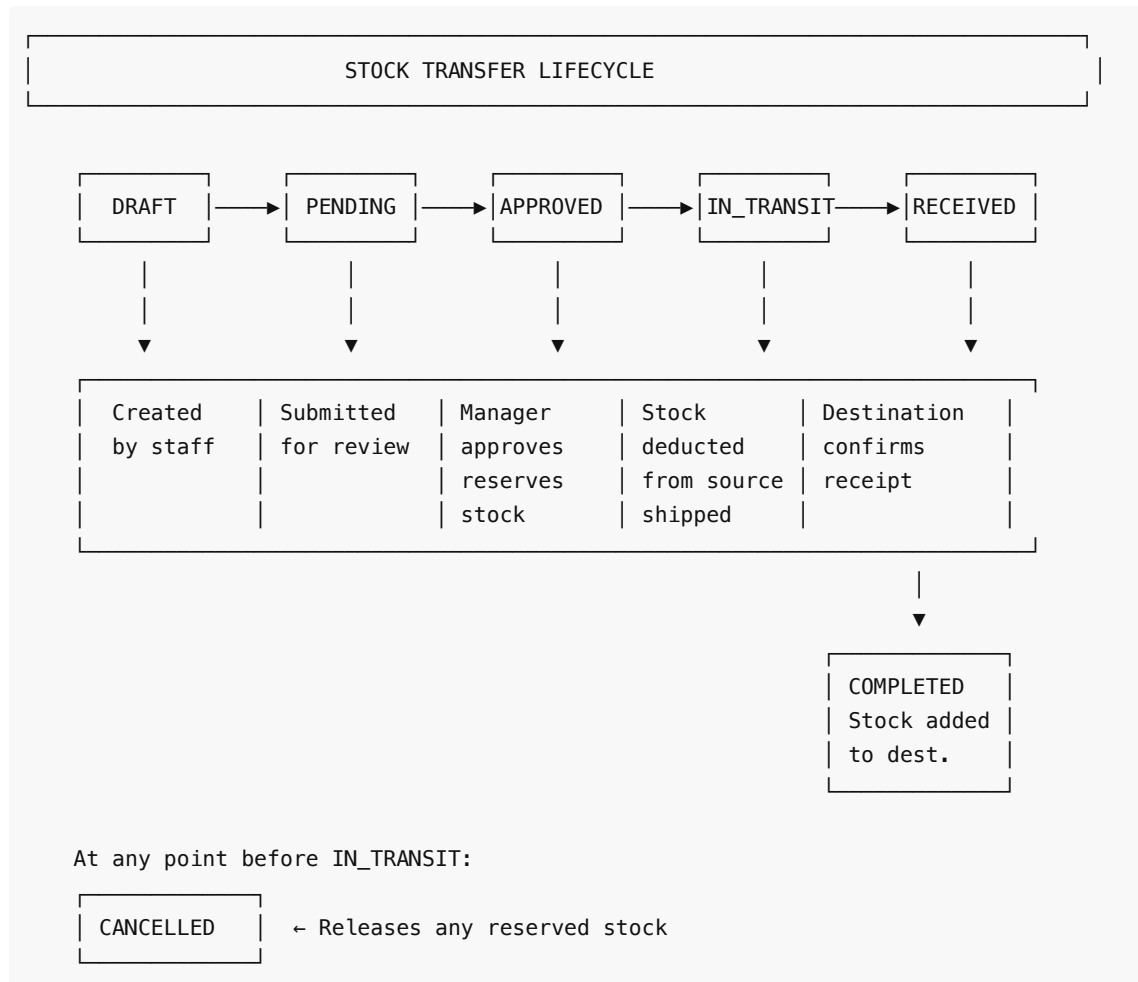 STOCK TRANSFER LIFECYCLE
DRAFT PENDING APPROVED IN_TRANSIT RECEIVED
Created Submitted Manager Stock Destination
by staff for review approves deducted confirms
reserves from source receipt
stock shipped
COMPLETED
Stock added
to dest.
At any point before IN_TRANSIT:
CANCELLED ← Releases any reserved stock